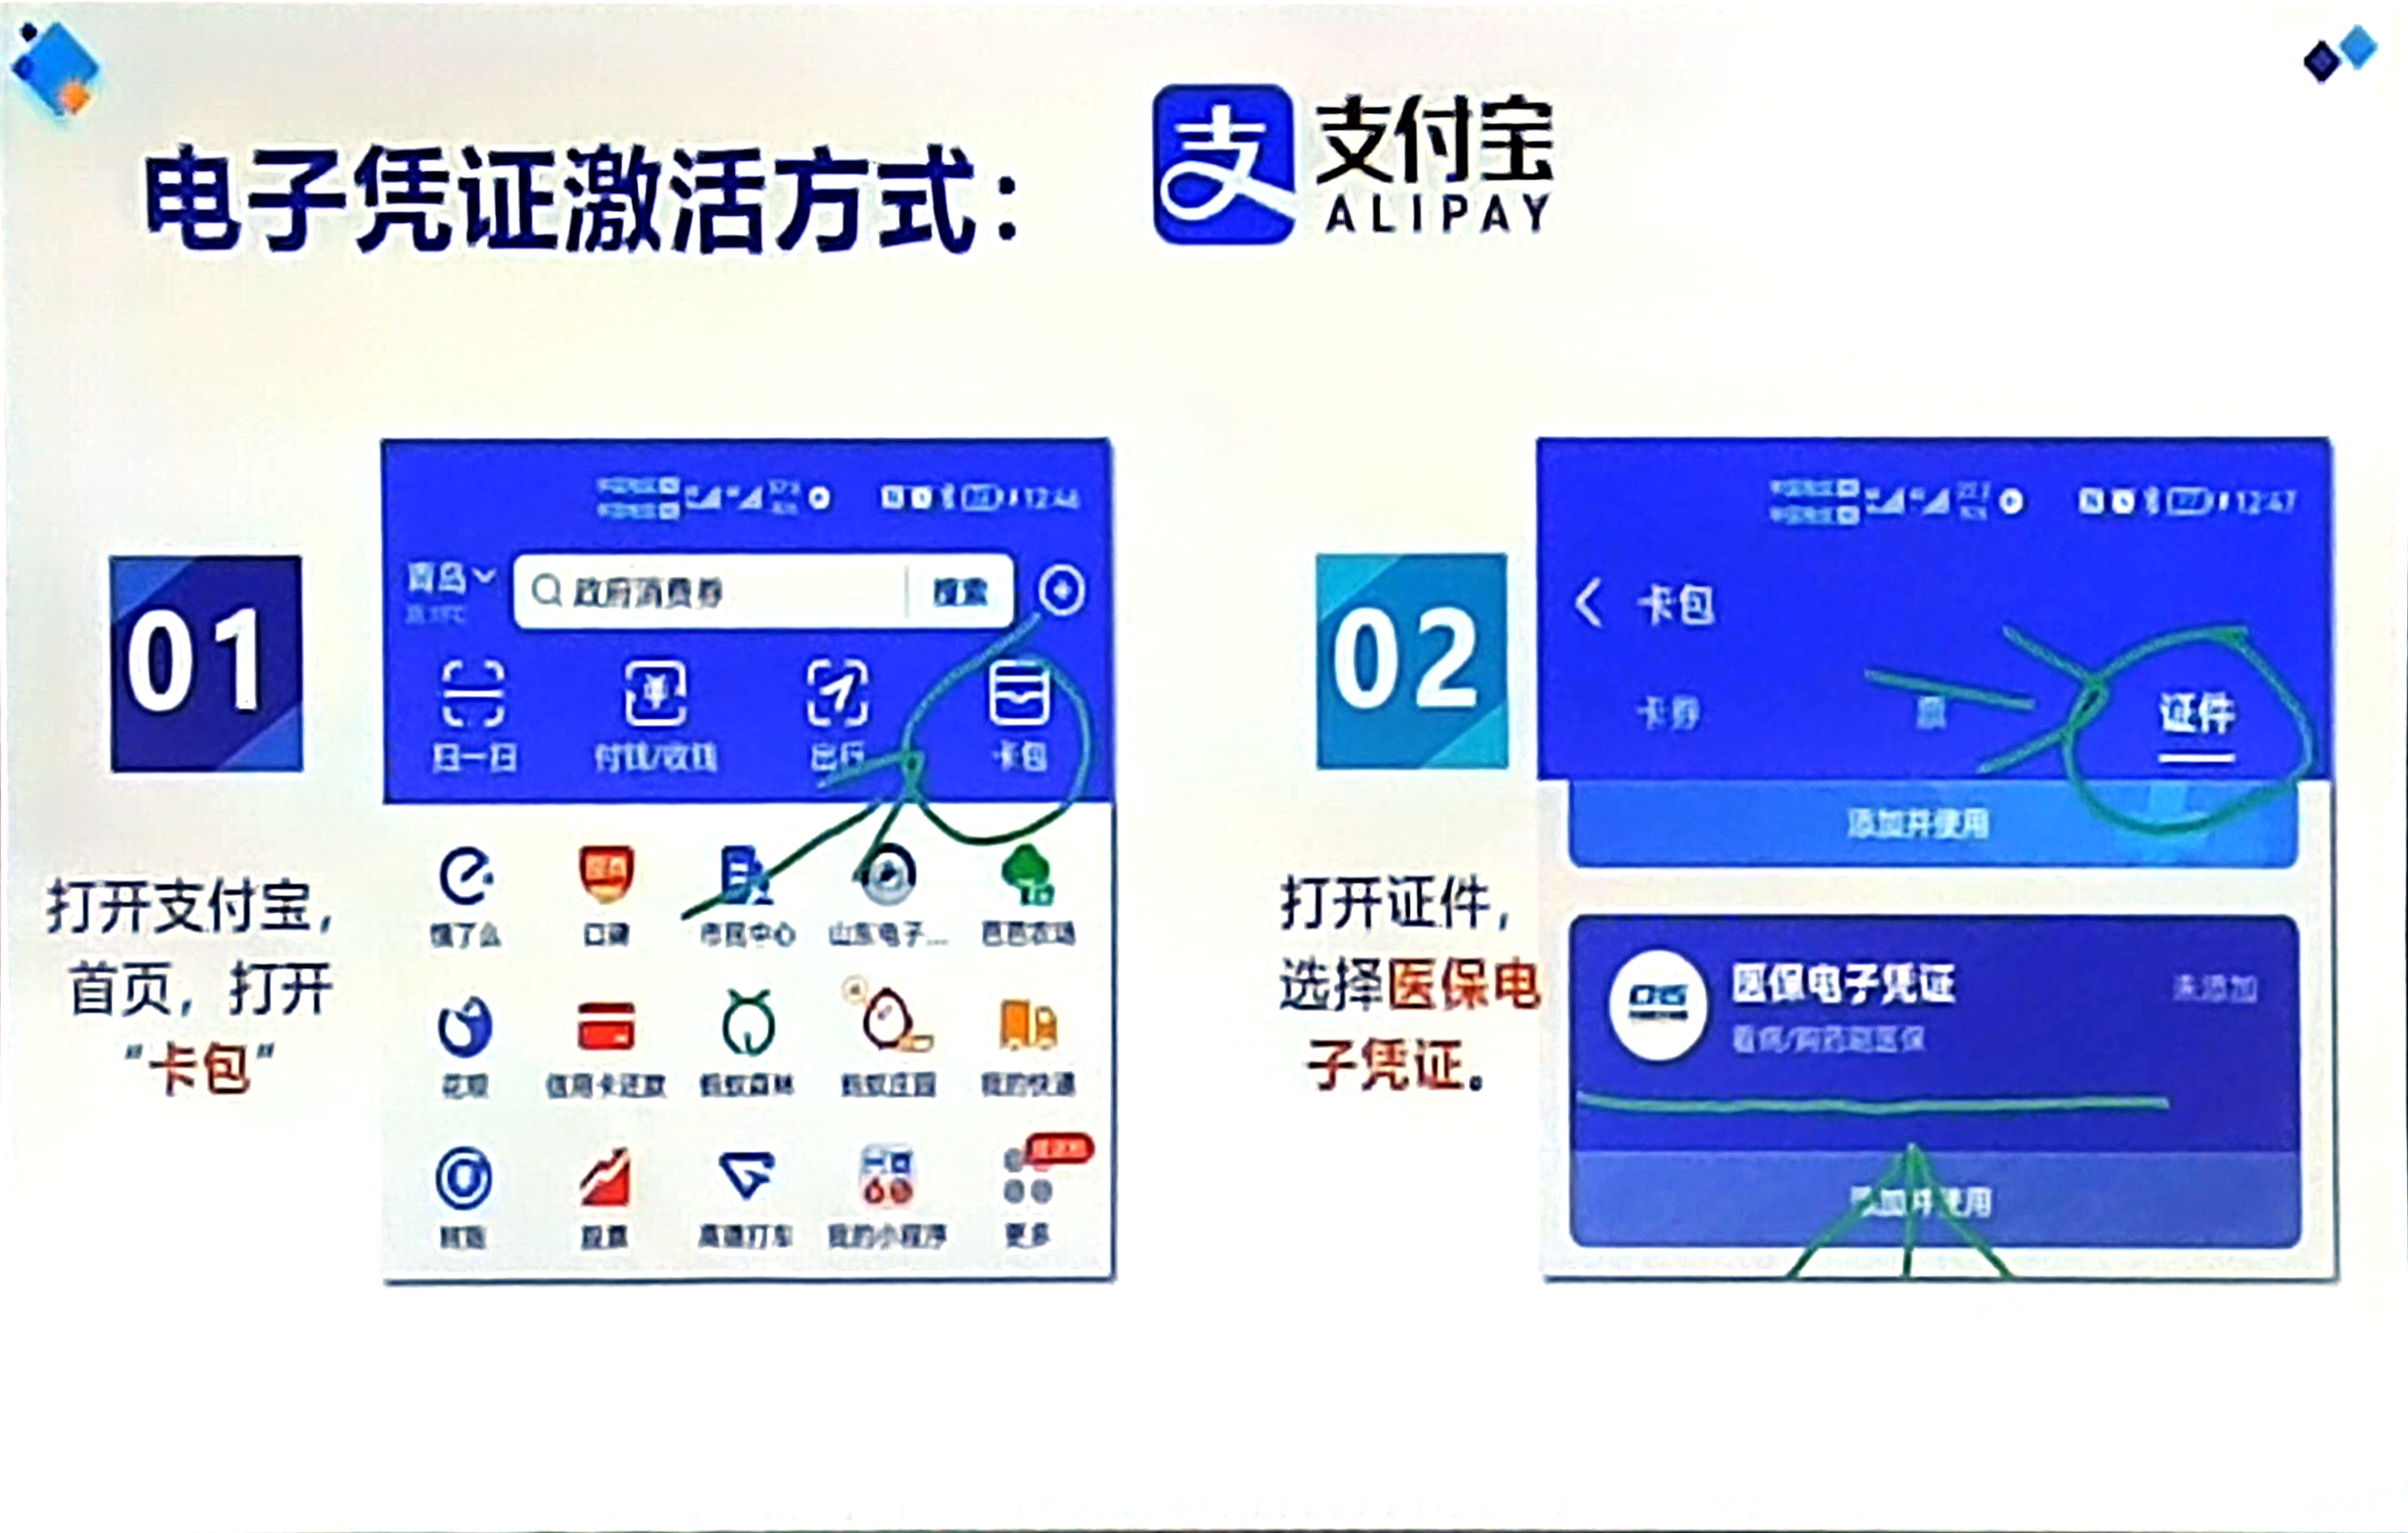 电子凭证激活方式：
支付宝
ALIPAY
01
打开支付宝，
首页，打开
“卡包”
12:46
青岛
政府消费券
搜索
扫一扫
付钱/收钱
出行
卡包
饿了么
口碑
市民中心
山东电子...
芭芭农场
花呗
信用卡还款
蚂蚁森林
蚂蚁庄园
我的快递
股票
高德打车
我的小程序
更多
02
打开证件，
选择医保电
子凭证。
12:47
卡包
卡券
票
证件
添加并使用
医保电子凭证
未添加
看病/购药刷医保
添加并使用